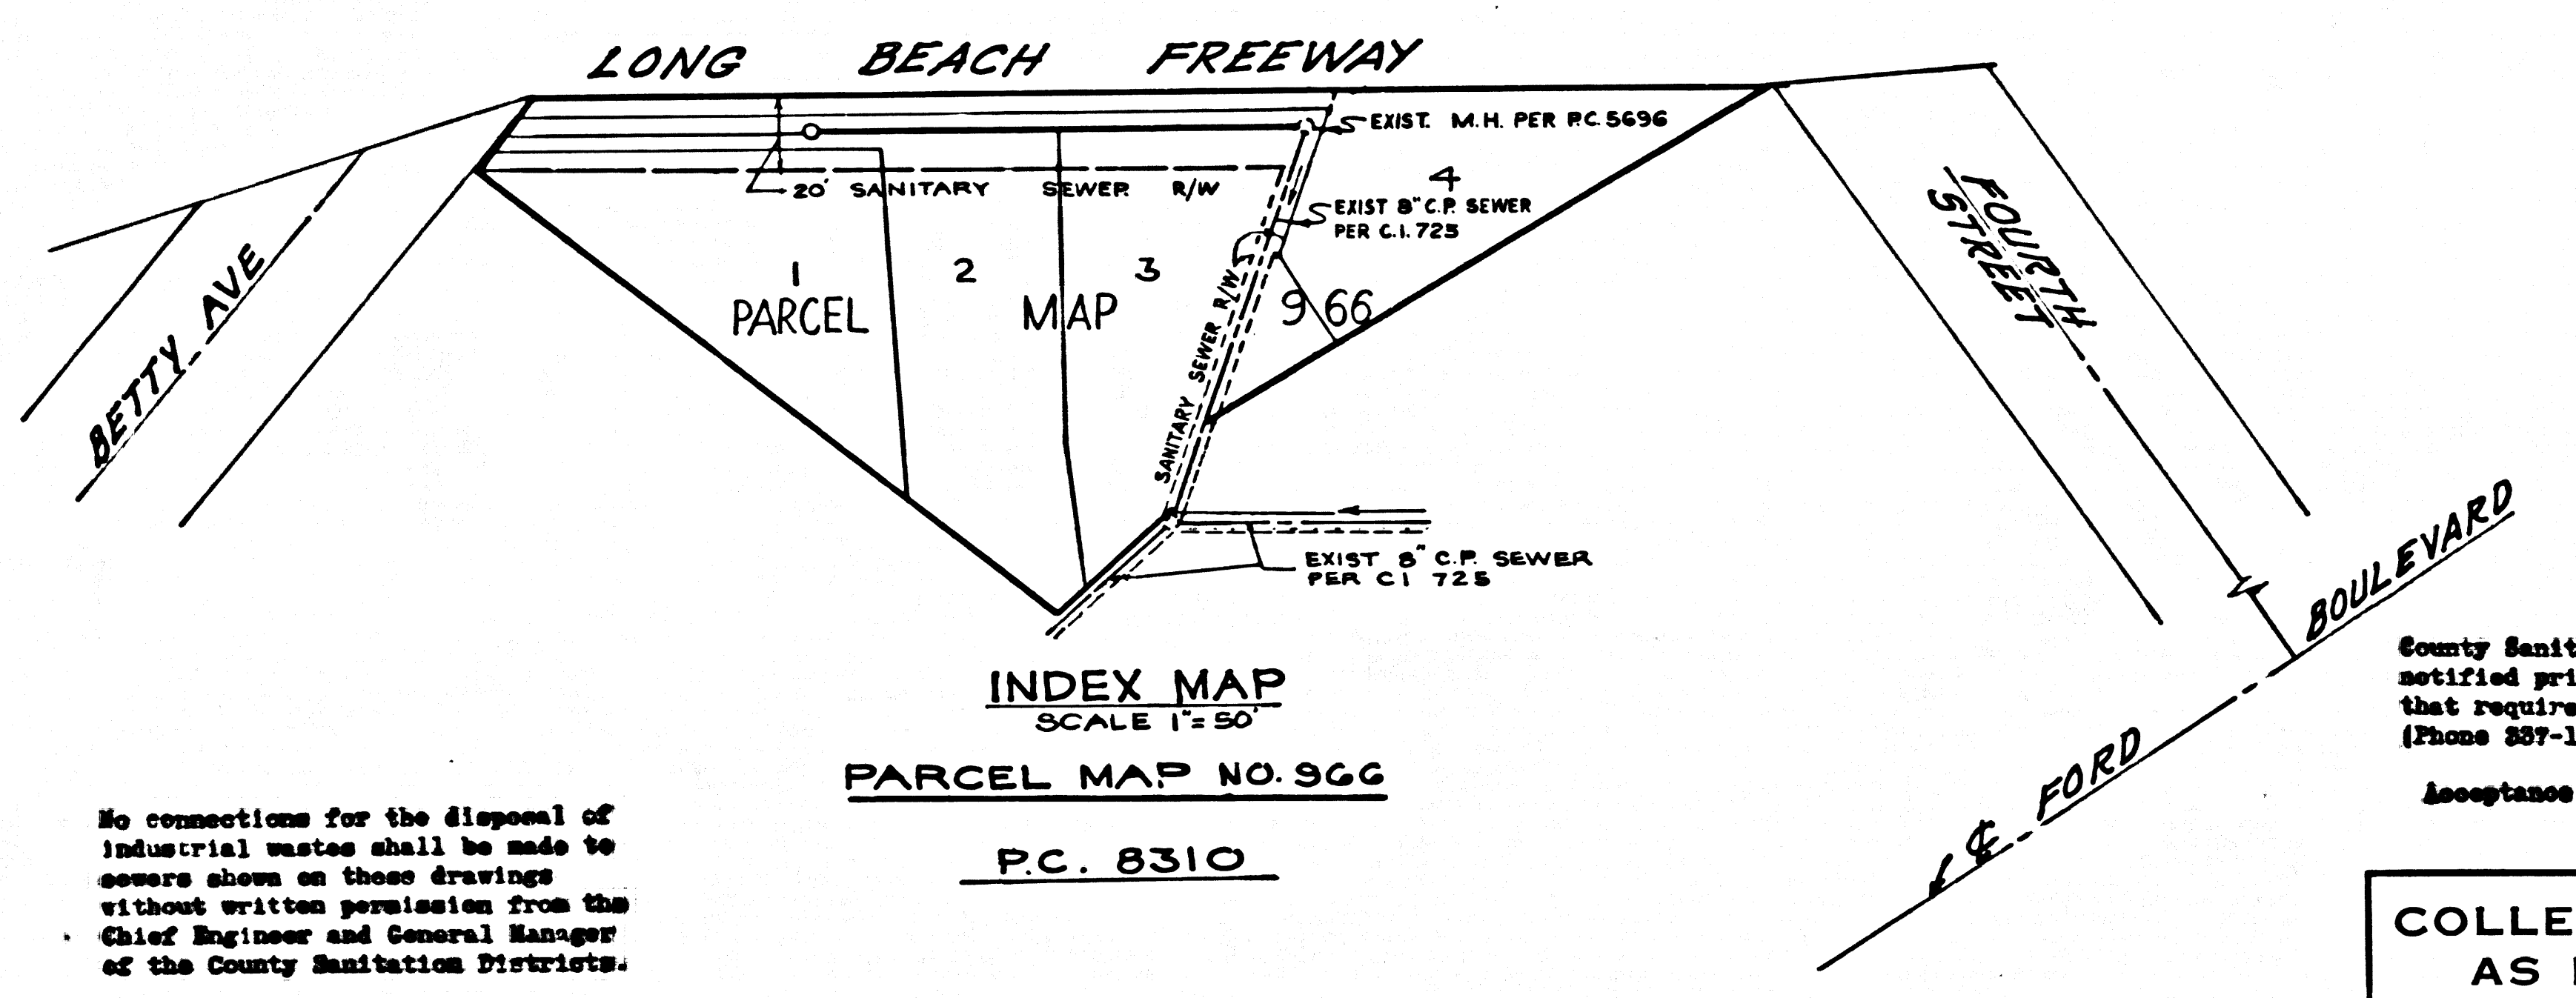 LONG BEACH FREEWAY
EXIST. M.H. PER P.C. 5696
20' SANITARY SEWER R/W
4
EXIST 8" C.P. SEWER
PER C.I. 725
1
2
3
PARCEL MAP 966
SANITARY SEWER R/W
BETTY AVE
FOURTH
STREET
EXIST 8" C.P. SEWER
PER C I 725
BOULEVARD
FORD
℄
INDEX MAP
SCALE 1"= 50'
PARCEL MAP NO. 966
P.C. 8310
No connections for the disposal of
industrial wastes shall be made to
sewers shown on these drawings
without written permission from the
Chief Engineer and General Manager
of the County Sanitation Districts.
County Sanit
notified pri
that require
(Phone 337-1
Acceptance
COLLE
AS